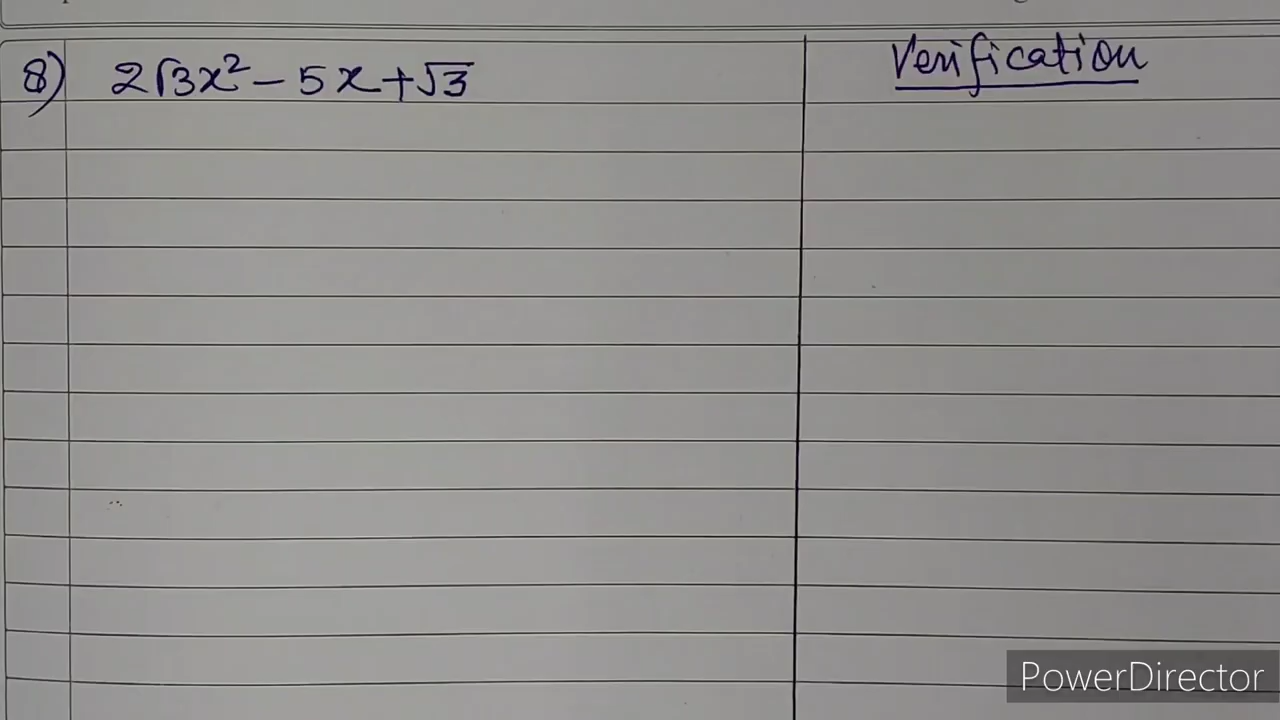 8) 2√3x² - 5x + √3
Verification
PowerDirector